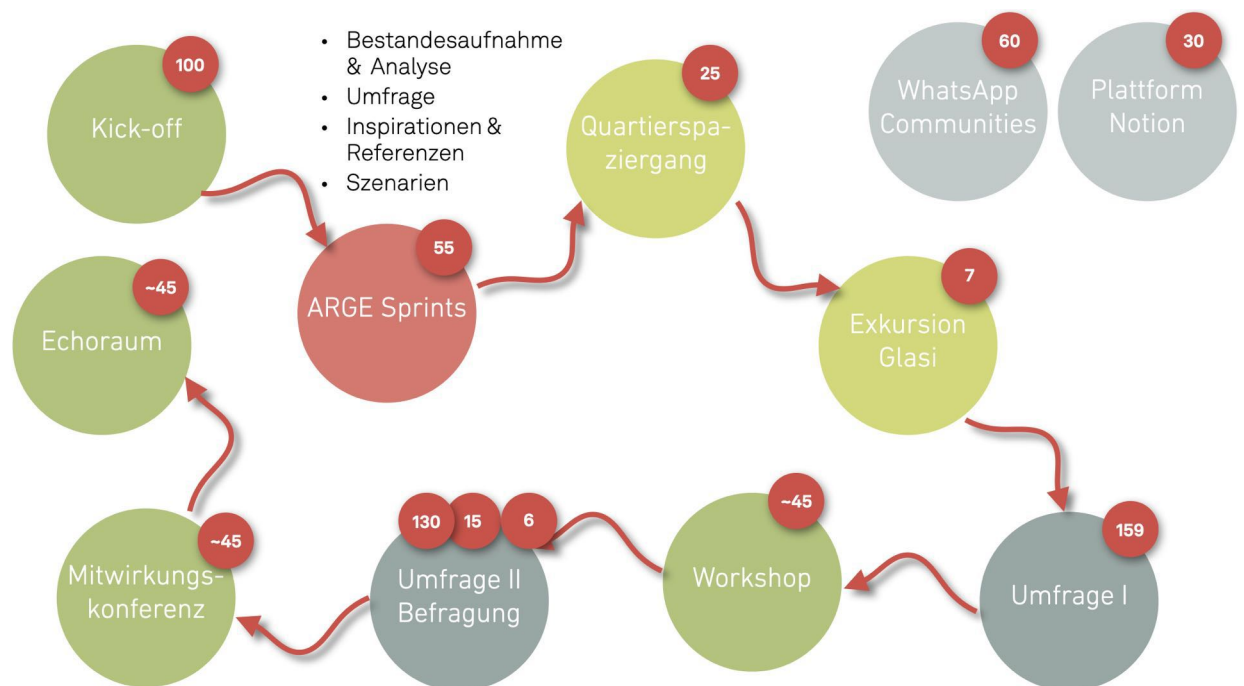 100
Kick-off
• Bestandesaufnahme
& Analyse
• Umfrage
• Inspirationen &
Referenzen
• Szenarien
25
Quartierspa-
ziergang
60
WhatsApp
Communities
30
Plattform
Notion
55
ARGE Sprints
~45
Echoraum
7
Exkursion
Glasi
~45
Mitwirkungs-
konferenz
130
15
6
Umfrage II
Befragung
~45
Workshop
159
Umfrage I